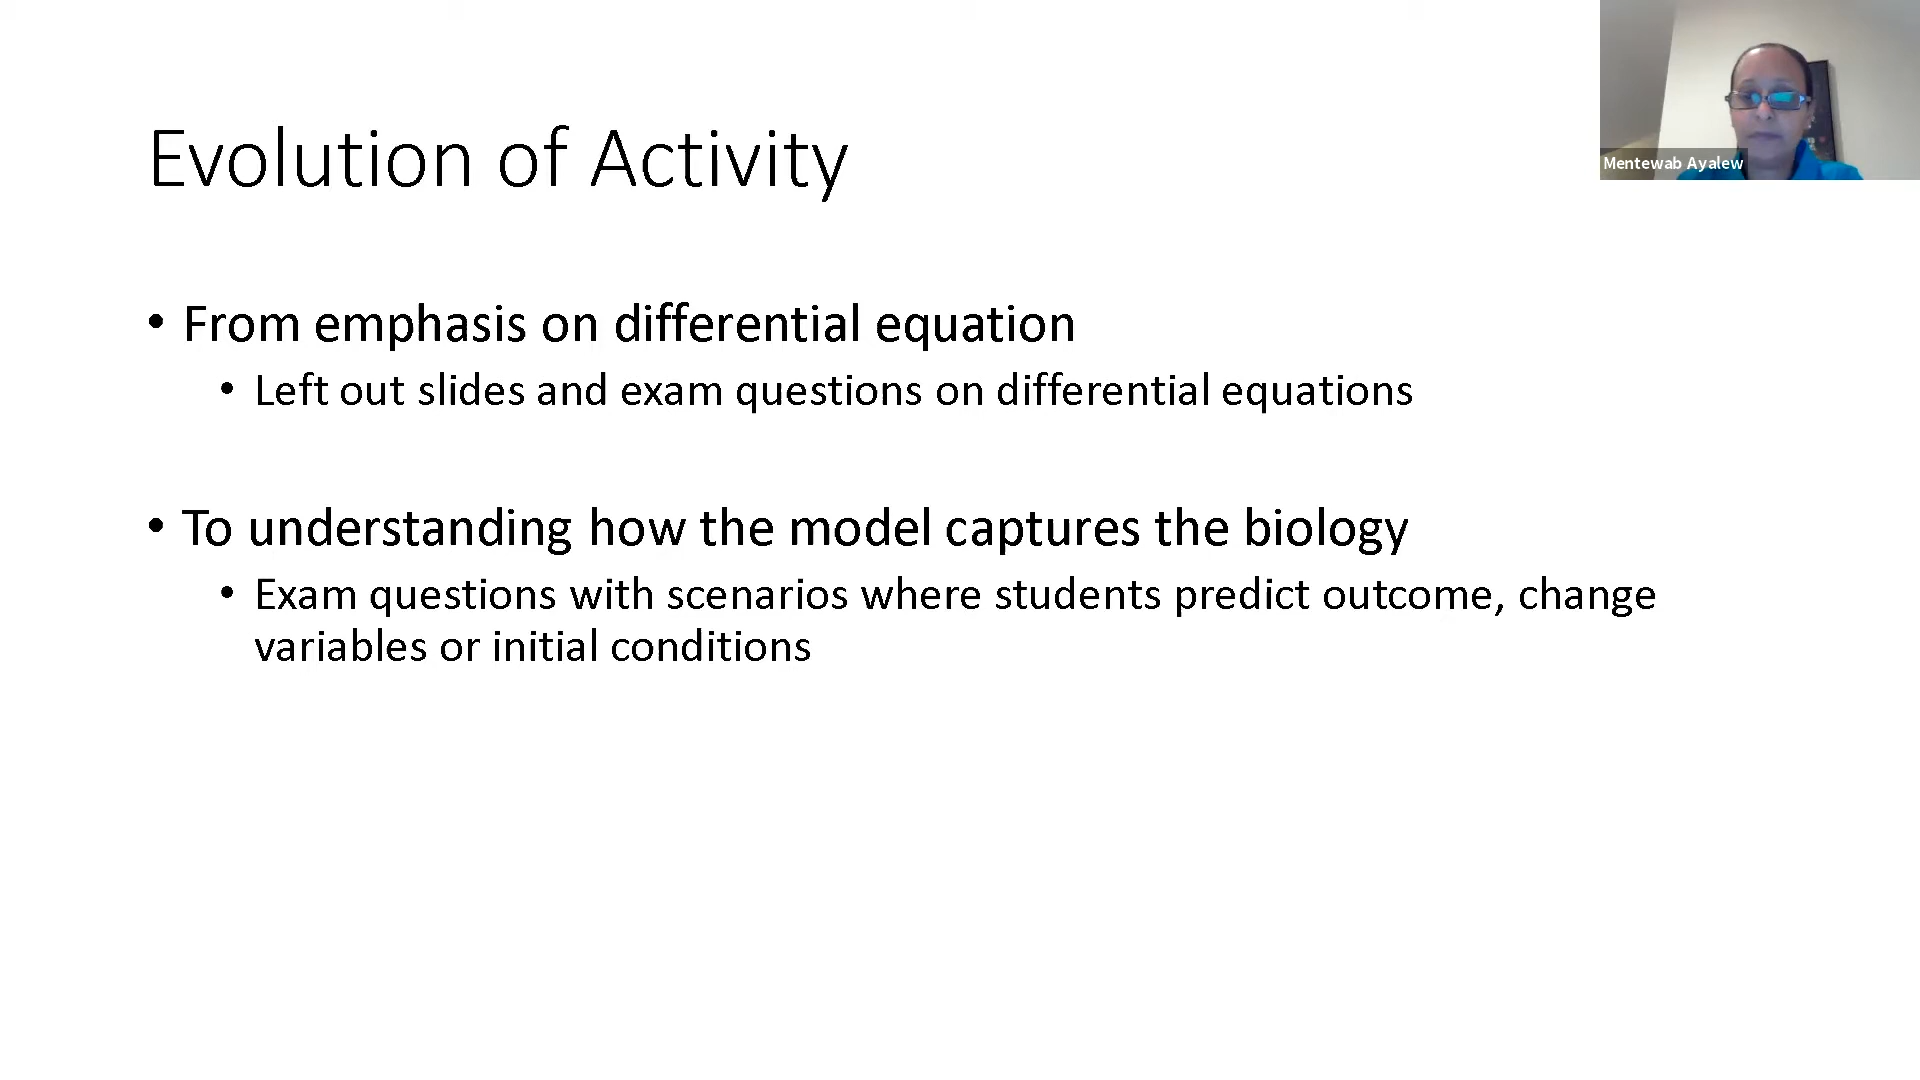 Evolution of Activity
Mentewab Ayalew
• From emphasis on differential equation
• Left out slides and exam questions on differential equations
• To understanding how the model captures the biology
• Exam questions with scenarios where students predict outcome, change
variables or initial conditions